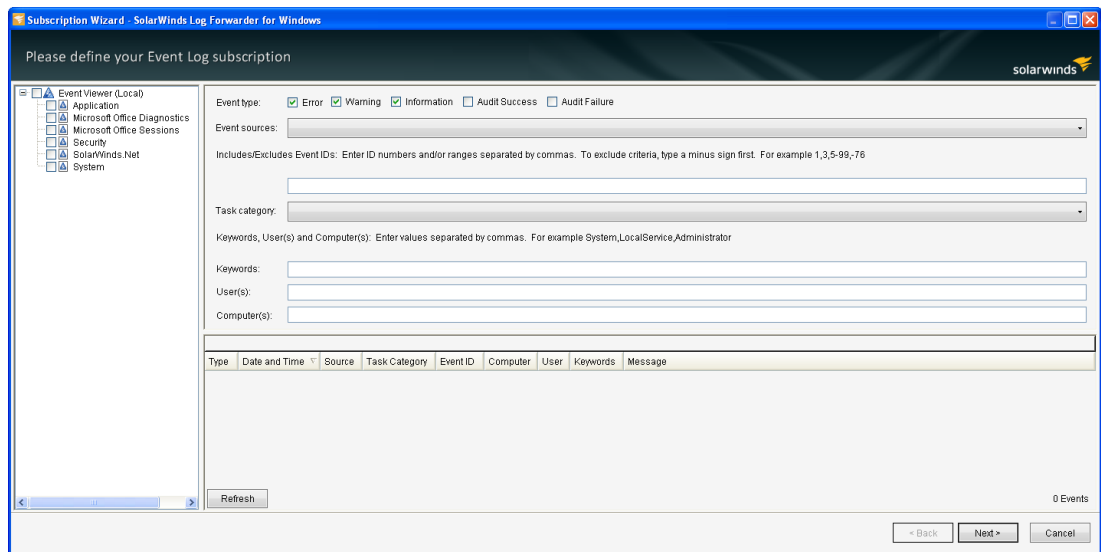 Subscription Wizard - SolarWinds Log Forwarder for Windows
Please define your Event Log subscription
solarwinds
Event Viewer (Local)
Application
Microsoft Office Diagnostics
Microsoft Office Sessions
Security
SolarWinds.Net
System
Event type: Error Warning Information Audit Success Audit Failure
Event sources:
Includes/Excludes Event IDs: Enter ID numbers and/or ranges separated by commas. To exclude criteria, type a minus sign first. For example 1,3,5-99,-76
Task category:
Keywords, User(s) and Computer(s): Enter values separated by commas. For example System,LocalService,Administrator
Keywords:
User(s):
Computer(s):
Type Date and Time Source Task Category Event ID Computer User Keywords Message
Refresh 0 Events
< Back Next > Cancel